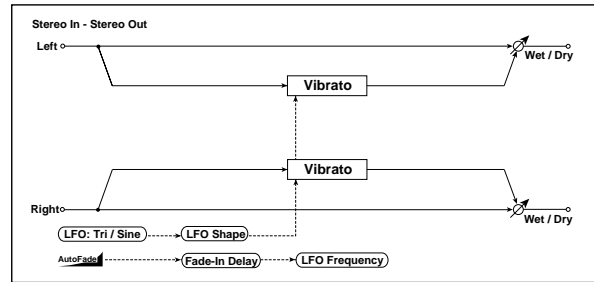 Stereo In - Stereo Out
Left
Wet / Dry
Vibrato
Vibrato
Right
Wet / Dry
LFO: Tri / Sine
LFO Shape
AutoFade
Fade-In Delay
LFO Frequency